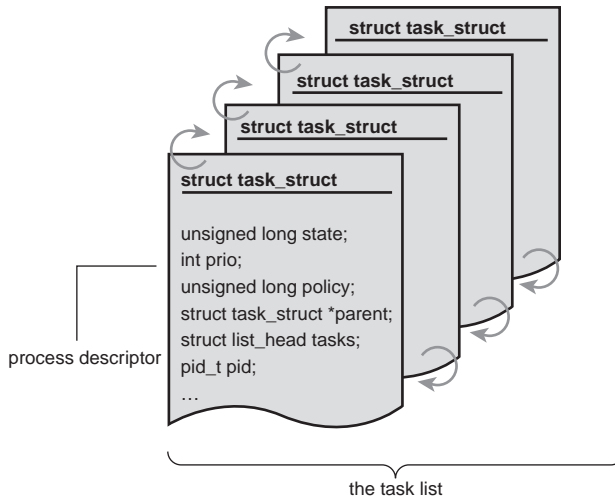 struct task_struct
struct task_struct
struct task_struct
struct task_struct
unsigned long state;
int prio;
unsigned long policy;
struct task_struct *parent;
struct list_head tasks;
pid_t pid;
…
process descriptor
the task list